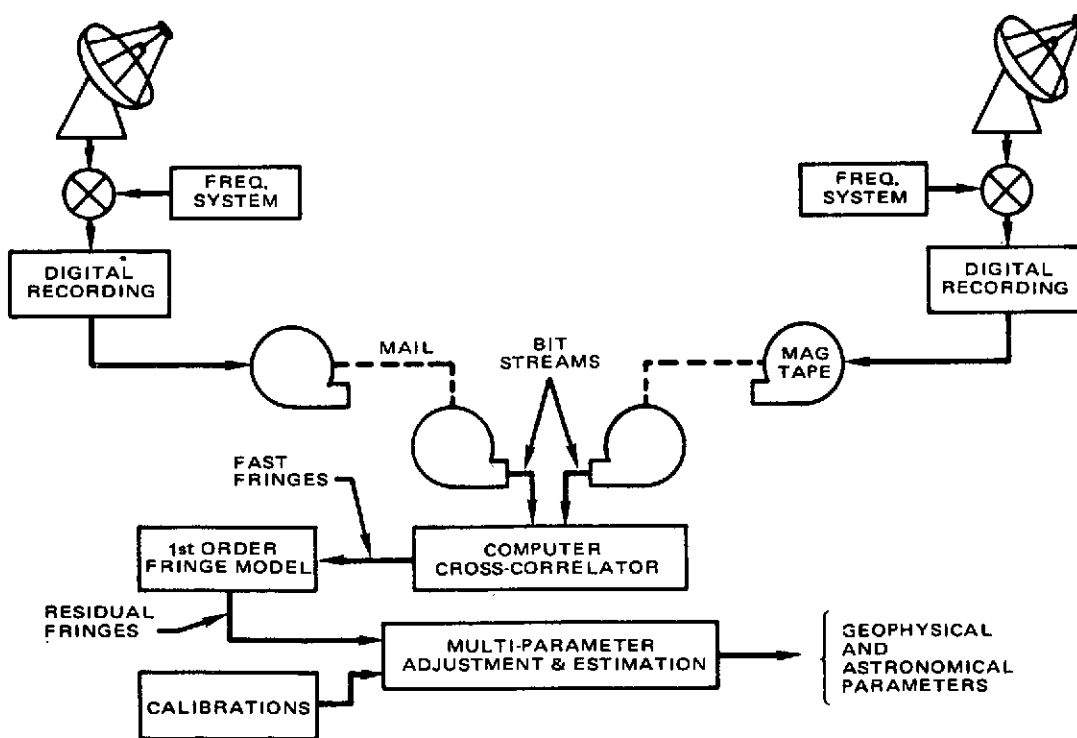 FREQ.
SYSTEM
FREQ.
SYSTEM
DIGITAL
RECORDING
DIGITAL
RECORDING
MAIL
BIT
STREAMS
MAG
TAPE
FAST
FRINGES
1st ORDER
FRINGE MODEL
COMPUTER
CROSS-CORRELATOR
RESIDUAL
FRINGES
MULTI-PARAMETER
ADJUSTMENT & ESTIMATION
GEOPHYSICAL
AND
ASTRONOMICAL
PARAMETERS
CALIBRATIONS